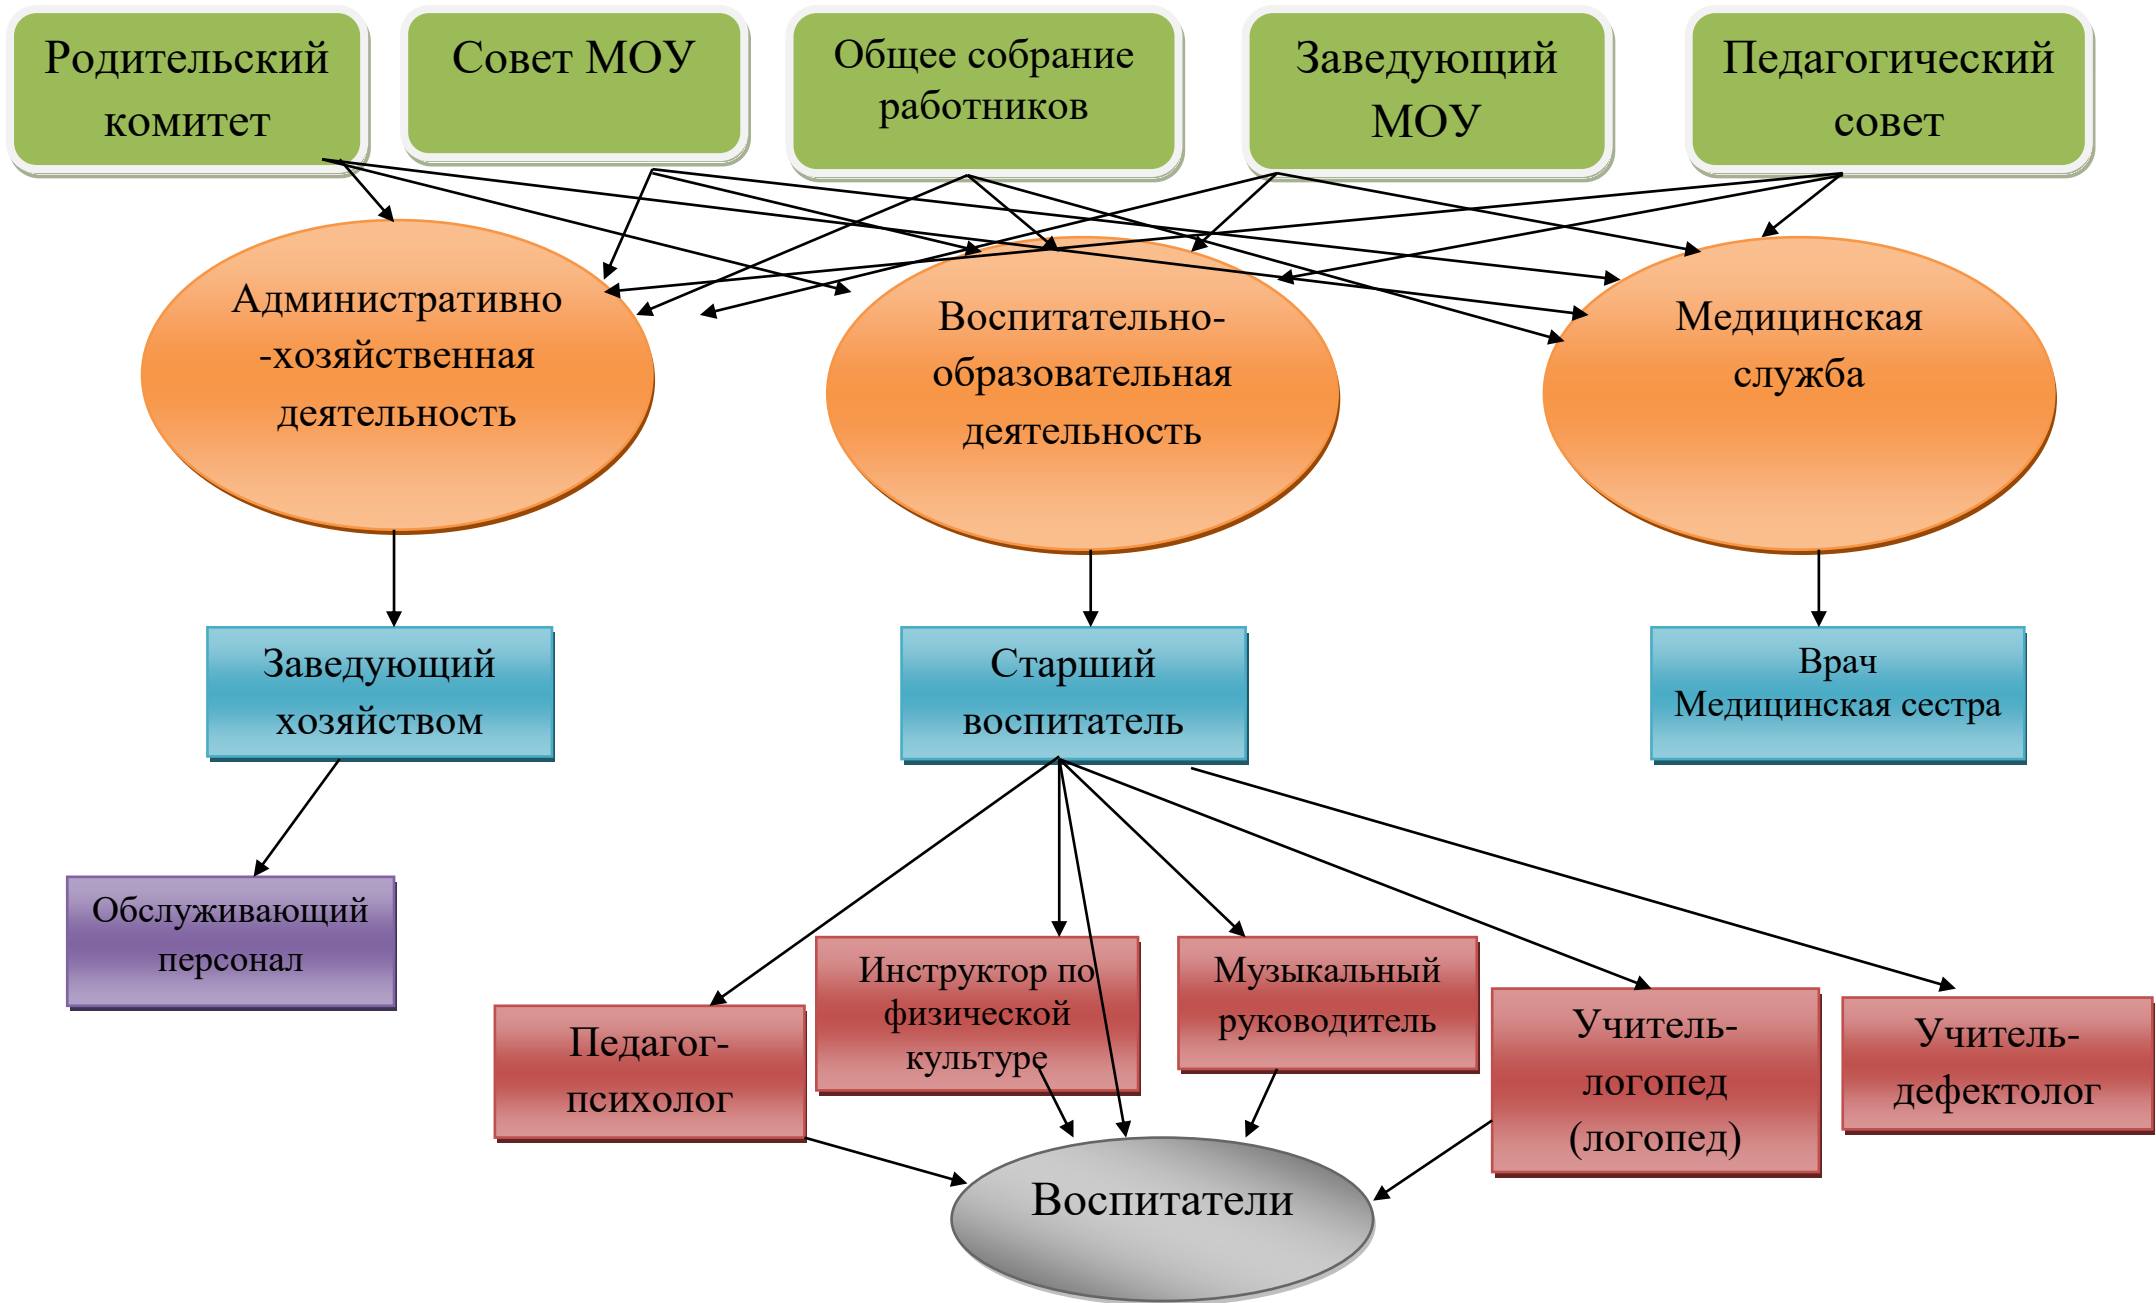 Родительский
комитет
Совет МОУ
Общее собрание
работников
Заведующий
МОУ
Педагогический
совет
Административно
-хозяйственная
деятельность
Воспитательно-
образовательная
деятельность
Медицинская
служба
Заведующий
хозяйством
Старший
воспитатель
Врач
Медицинская сестра
Обслуживающий
персонал
Педагог-
психолог
Инструктор по
физической
культуре
Музыкальный
руководитель
Учитель-
логопед
(логопед)
Учитель-
дефектолог
Воспитатели